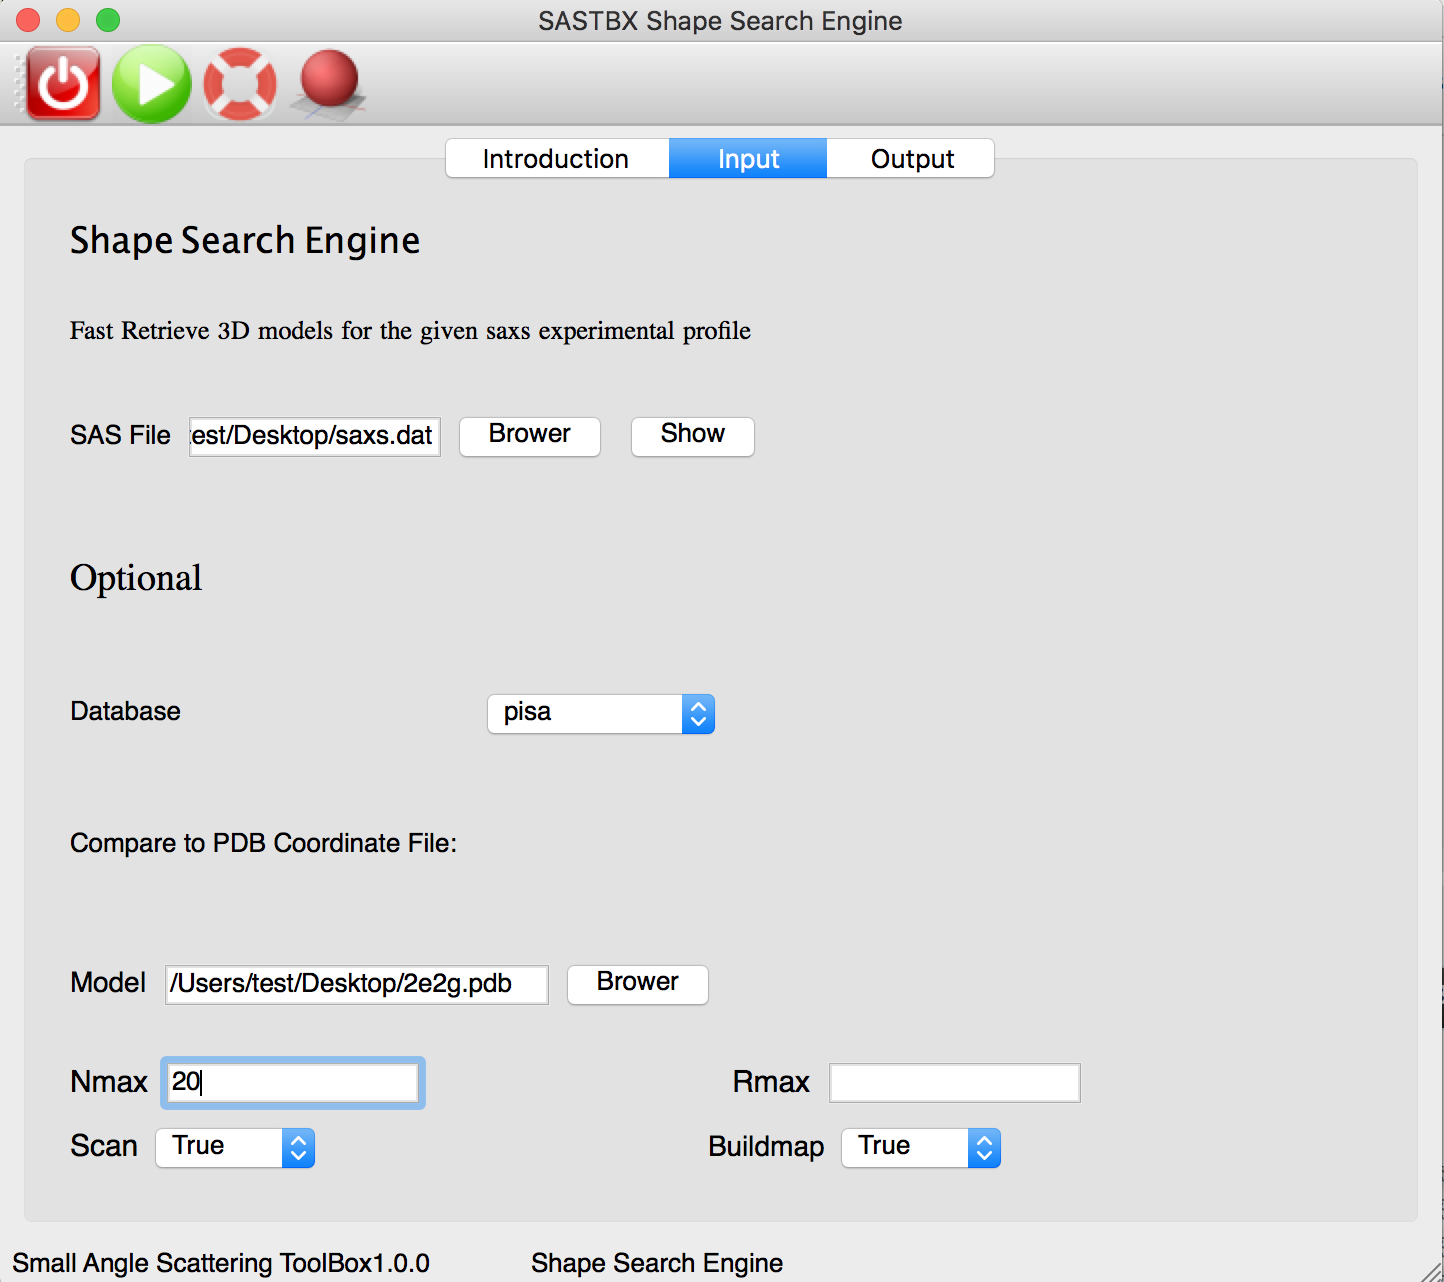 SASTBX Shape Search Engine
Introduction Input Output
Shape Search Engine
Fast Retrieve 3D models for the given saxs experimental profile
SAS File est/Desktop/saxs.dat Brower Show
Optional
Database pisa
Compare to PDB Coordinate File:
Model /Users/test/Desktop/2e2g.pdb Brower
Nmax 20 Rmax
Scan True Buildmap True
Small Angle Scattering ToolBox1.0.0 Shape Search Engine